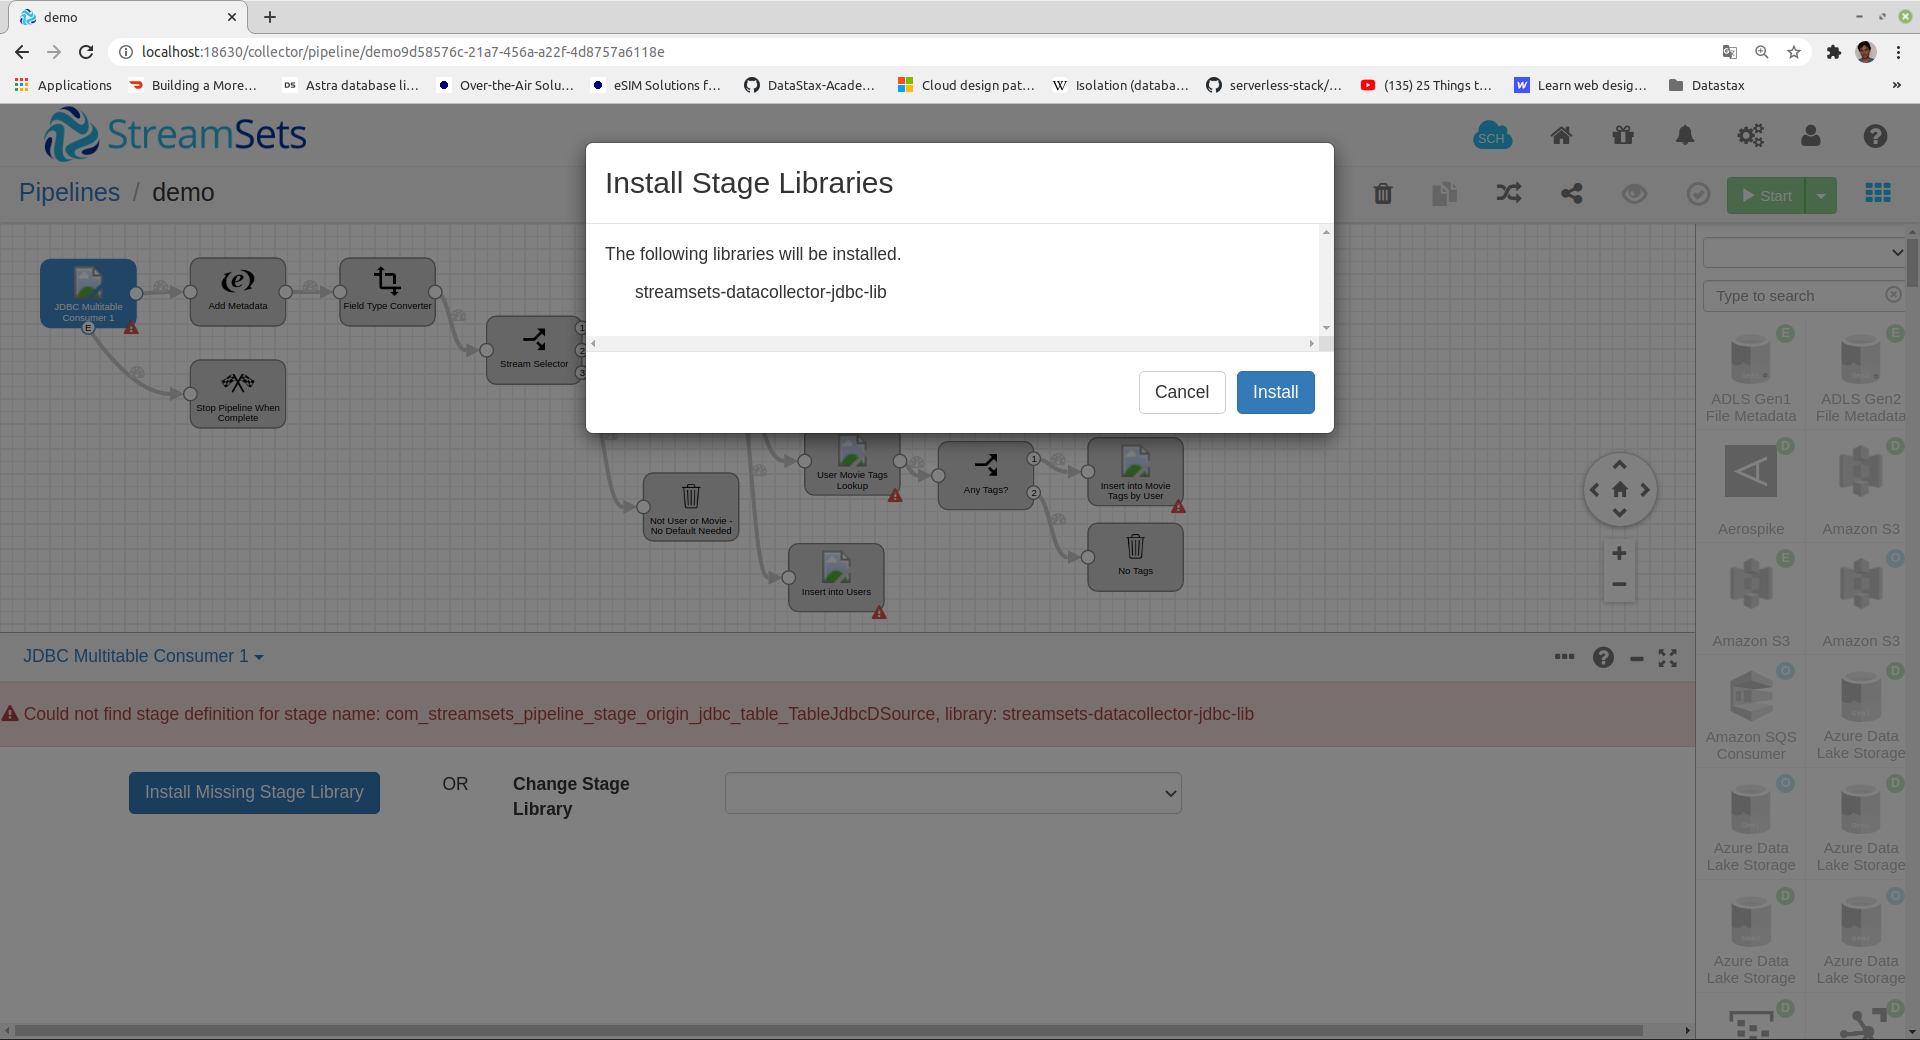 demo
localhost:18630/collector/pipeline/demo9d58576c-21a7-456a-a22f-4d8757a6118e
Applications
Building a More…
DS Astra database li…
Over-the-Air Solu…
eSIM Solutions f…
DataStax-Acade…
Cloud design pat…
W Isolation (databa…
serverless-stack/…
(135) 25 Things t…
W Learn web desig…
Datastax
»
StreamSets
SCH
Pipelines / demo
Start
Install Stage Libraries
The following libraries will be installed.
streamsets-datacollector-jdbc-lib
Cancel
Install
JDBC Multitable
Consumer 1
E
Add Metadata
Field Type Converter
Stream Selector
1
2
3
Stop Pipeline When
Complete
User Movie Tags
Lookup
Any Tags?
1
2
Insert into Movie
Tags by User
Not User or Movie -
No Default Needed
No Tags
Insert into Users
Type to search
E
E
ADLS Gen1
File Metadata
ADLS Gen2
File Metadata
D
D
Aerospike
Amazon S3
E
O
Amazon S3
Amazon S3
O
D
Amazon SQS
Consumer
Azure Data
Lake Storage
O
D
Azure Data
Lake Storage
Azure Data
Lake Storage
D
O
Azure Data
Lake Storage
Azure Data
Lake Storage
D
D
JDBC Multitable Consumer 1
Could not find stage definition for stage name: com_streamsets_pipeline_stage_origin_jdbc_table_TableJdbcDSource, library: streamsets-datacollector-jdbc-lib
Install Missing Stage Library
OR
Change Stage
Library